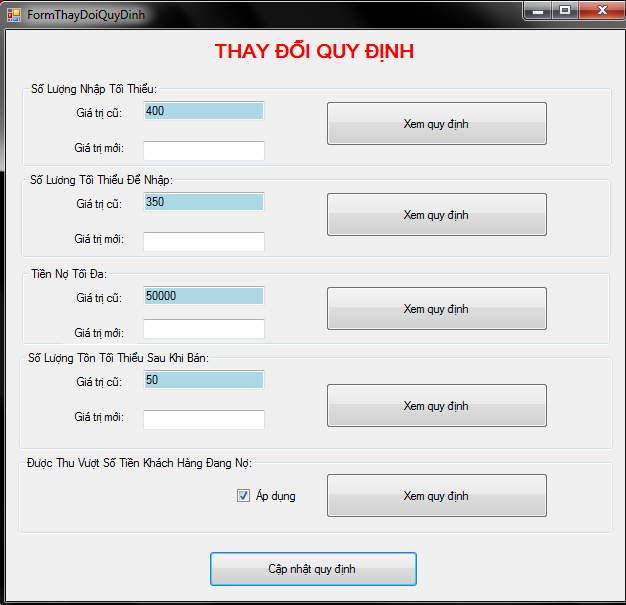 FormThayDoiQuyDinh
THAY ĐỔI QUY ĐỊNH
Số Lượng Nhập Tối Thiểu:
Giá trị cũ: 400
Xem quy định
Giá trị mới:
Số Lương Tối Thiểu Để Nhập:
Giá trị cũ: 350
Xem quy định
Giá trị mới:
Tiền Nợ Tối Đa:
Giá trị cũ: 50000
Xem quy định
Giá trị mới:
Số Lượng Tồn Tối Thiểu Sau Khi Bán:
Giá trị cũ: 50
Xem quy định
Giá trị mới:
Được Thu Vượt Số Tiền Khách Hàng Đang Nợ:
Áp dụng Xem quy định
Cập nhật quy định